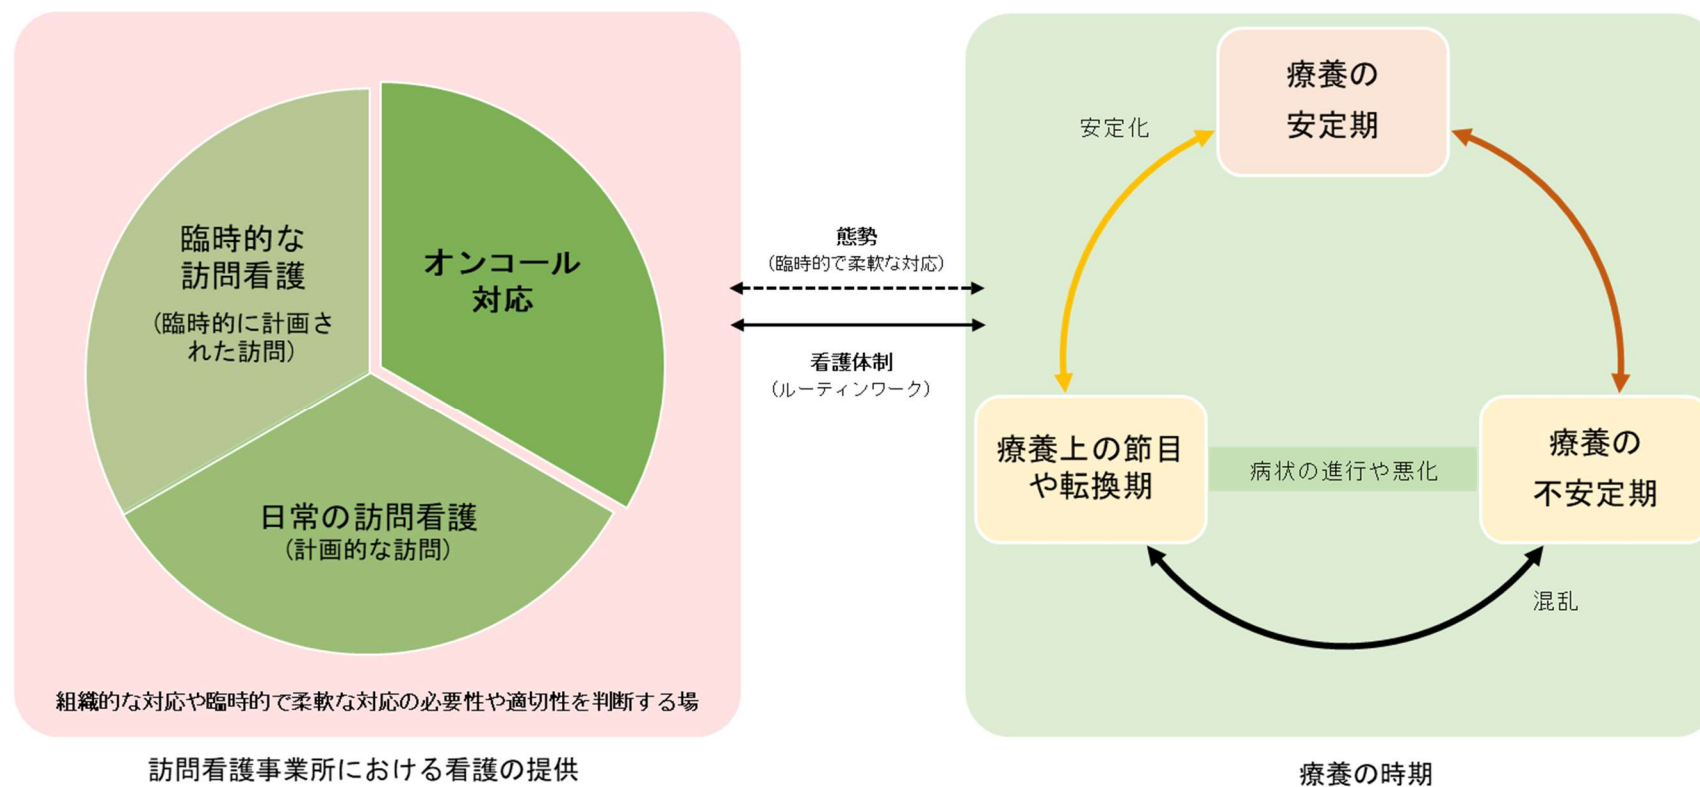 臨時的な
訪問看護
(臨時的に計画さ
れた訪問)
オンコール
対応
日常の訪問看護
(計画的な訪問)
組織的な対応や臨時的で柔軟な対応の必要性や適切性を判断する場
訪問看護事業所における看護の提供
態勢
(臨時的で柔軟な対応)
看護体制
(ルーティンワーク)
療養の
安定期
安定化
療養上の節目
や転換期
病状の進行や悪化
療養の
不安定期
混乱
療養の時期